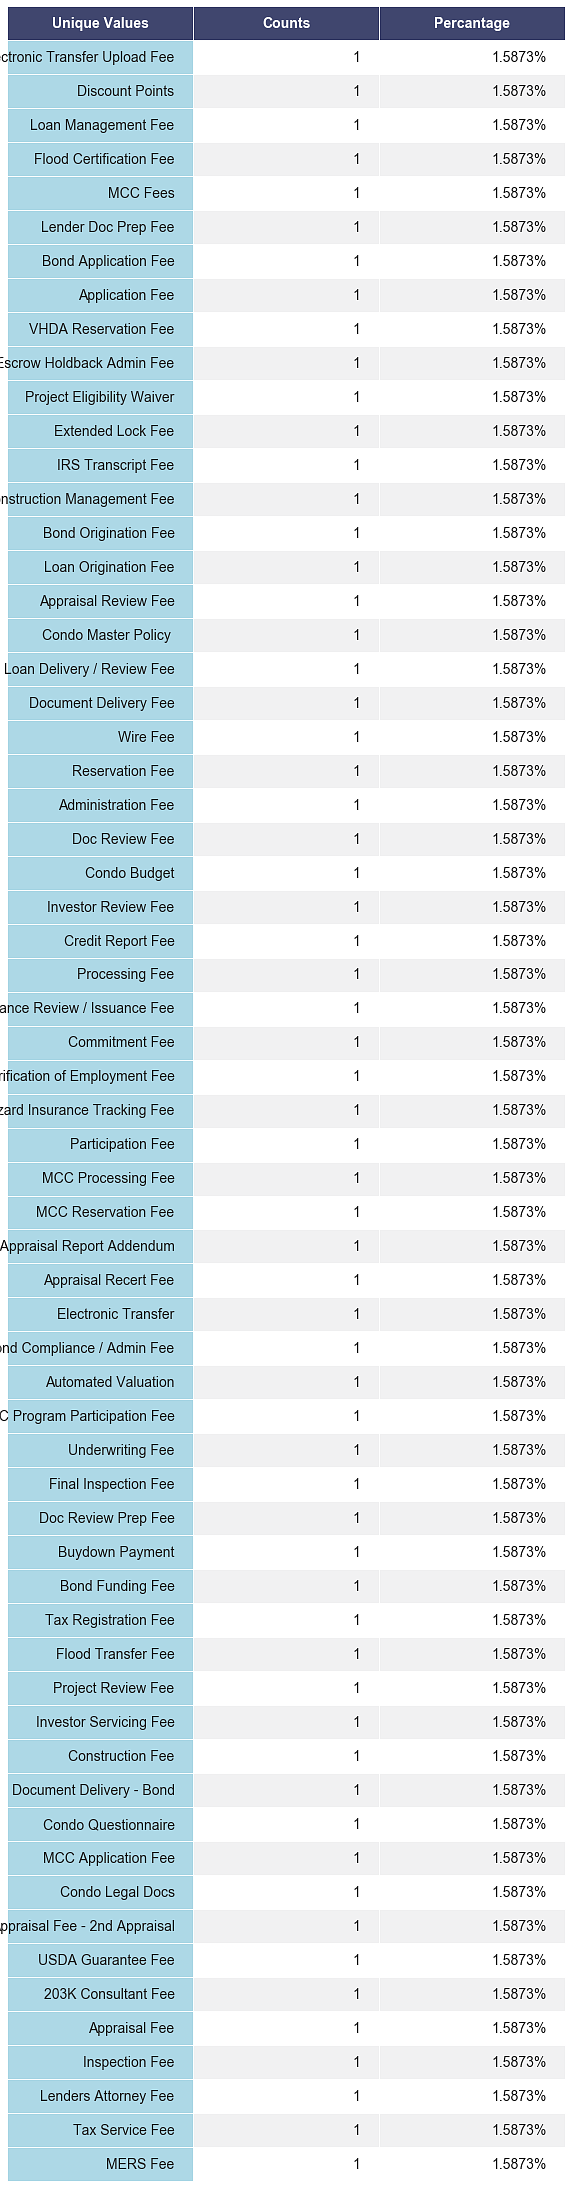 Unique Values Counts Percantage
ctronic Transfer Upload Fee 1 1.5873%
Discount Points 1 1.5873%
Loan Management Fee 1 1.5873%
Flood Certification Fee 1 1.5873%
MCC Fees 1 1.5873%
Lender Doc Prep Fee 1 1.5873%
Bond Application Fee 1 1.5873%
Application Fee 1 1.5873%
VHDA Reservation Fee 1 1.5873%
Escrow Holdback Admin Fee 1 1.5873%
Project Eligibility Waiver 1 1.5873%
Extended Lock Fee 1 1.5873%
IRS Transcript Fee 1 1.5873%
nstruction Management Fee 1 1.5873%
Bond Origination Fee 1 1.5873%
Loan Origination Fee 1 1.5873%
Appraisal Review Fee 1 1.5873%
Condo Master Policy 1 1.5873%
Loan Delivery / Review Fee 1 1.5873%
Document Delivery Fee 1 1.5873%
Wire Fee 1 1.5873%
Reservation Fee 1 1.5873%
Administration Fee 1 1.5873%
Doc Review Fee 1 1.5873%
Condo Budget 1 1.5873%
Investor Review Fee 1 1.5873%
Credit Report Fee 1 1.5873%
Processing Fee 1 1.5873%
ance Review / Issuance Fee 1 1.5873%
Commitment Fee 1 1.5873%
rification of Employment Fee 1 1.5873%
zard Insurance Tracking Fee 1 1.5873%
Participation Fee 1 1.5873%
MCC Processing Fee 1 1.5873%
MCC Reservation Fee 1 1.5873%
Appraisal Report Addendum 1 1.5873%
Appraisal Recert Fee 1 1.5873%
Electronic Transfer 1 1.5873%
ond Compliance / Admin Fee 1 1.5873%
Automated Valuation 1 1.5873%
C Program Participation Fee 1 1.5873%
Underwriting Fee 1 1.5873%
Final Inspection Fee 1 1.5873%
Doc Review Prep Fee 1 1.5873%
Buydown Payment 1 1.5873%
Bond Funding Fee 1 1.5873%
Tax Registration Fee 1 1.5873%
Flood Transfer Fee 1 1.5873%
Project Review Fee 1 1.5873%
Investor Servicing Fee 1 1.5873%
Construction Fee 1 1.5873%
Document Delivery - Bond 1 1.5873%
Condo Questionnaire 1 1.5873%
MCC Application Fee 1 1.5873%
Condo Legal Docs 1 1.5873%
ppraisal Fee - 2nd Appraisal 1 1.5873%
USDA Guarantee Fee 1 1.5873%
203K Consultant Fee 1 1.5873%
Appraisal Fee 1 1.5873%
Inspection Fee 1 1.5873%
Lenders Attorney Fee 1 1.5873%
Tax Service Fee 1 1.5873%
MERS Fee 1 1.5873%